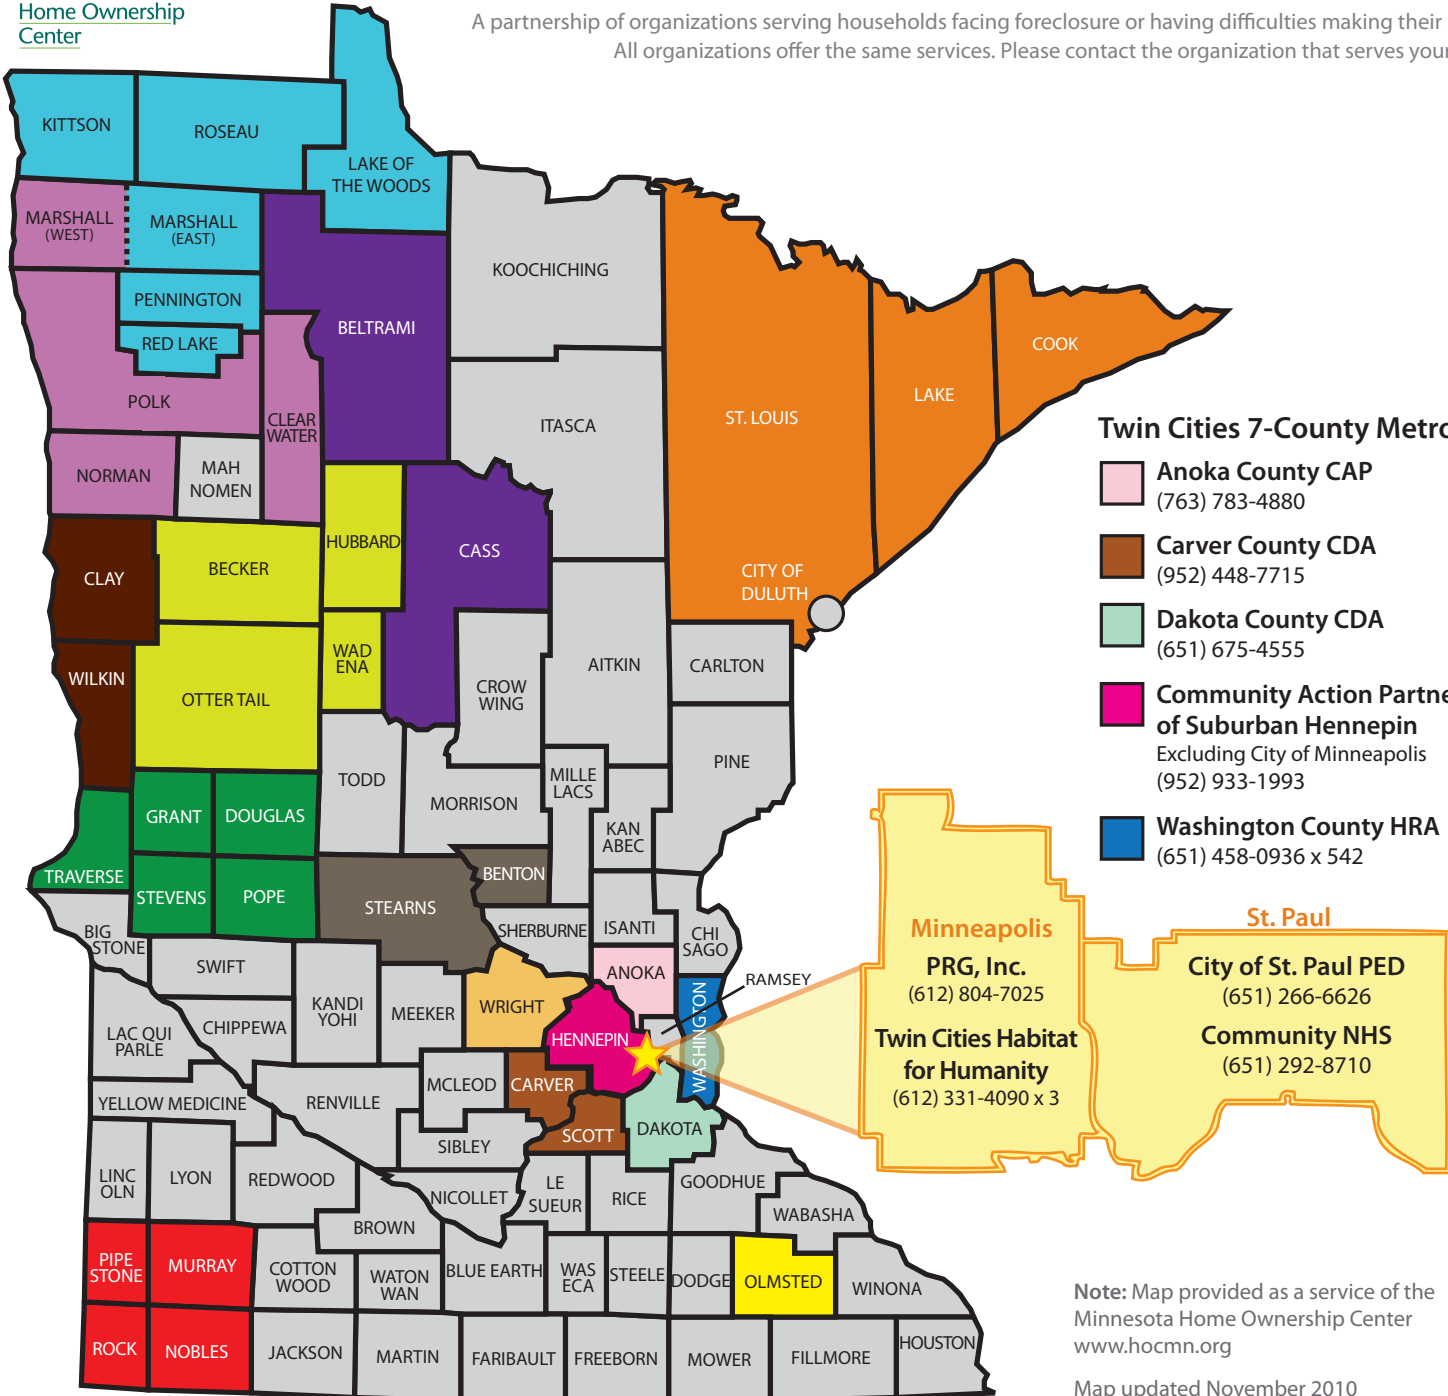 Home Ownership
Center
A partnership of organizations serving households facing foreclosure or having difficulties making their
All organizations offer the same services. Please contact the organization that serves your
KITTSON
ROSEAU
LAKE OF
THE WOODS
MARSHALL
(WEST)
MARSHALL
(EAST)
KOOCHICHING
PENNINGTON
BELTRAMI
RED LAKE
COOK
POLK
LAKE
ST. LOUIS
CLEAR
WATER
ITASCA
NORMAN
MAH
NOMEN
HUBBARD
CASS
CLAY
BECKER
CITY OF
DULUTH
WILKIN
OTTER TAIL
WAD
ENA
CROW
WING
AITKIN
CARLTON
TODD
MORRISON
MILLE
LACS
PINE
GRANT
DOUGLAS
KAN
ABEC
TRAVERSE
STEVENS
POPE
STEARNS
BENTON
BIG
STONE
SHERBURNE
ISANTI
CHI
SAGO
SWIFT
ANOKA
RAMSEY
KANDI
YOHI
MEEKER
WRIGHT
WASHINGTON
LAC QUI
PARLE
CHIPPEWA
HENNEPIN
MCLEOD
CARVER
YELLOW MEDICINE
RENVILLE
SIBLEY
SCOTT
DAKOTA
LINC
OLN
LYON
REDWOOD
NICOLLET
LE
SUEUR
RICE
GOODHUE
BROWN
WABASHA
PIPE
STONE
MURRAY
COTTON
WOOD
WATON
WAN
BLUE EARTH
WAS
ECA
STEELE
DODGE
OLMSTED
WINONA
ROCK
NOBLES
JACKSON
MARTIN
FARIBAULT
FREEBORN
MOWER
FILLMORE
HOUSTON
Twin Cities 7-County Metro
Anoka County CAP
(763) 783-4880
Carver County CDA
(952) 448-7715
Dakota County CDA
(651) 675-4555
Community Action Partne
of Suburban Hennepin
Excluding City of Minneapolis
(952) 933-1993
Washington County HRA
(651) 458-0936 x 542
Minneapolis
PRG, Inc.
(612) 804-7025
Twin Cities Habitat
for Humanity
(612) 331-4090 x 3
St. Paul
City of St. Paul PED
(651) 266-6626
Community NHS
(651) 292-8710
Note: Map provided as a service of the
Minnesota Home Ownership Center
www.hocmn.org
Map updated November 2010